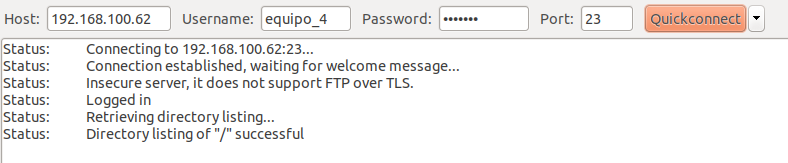 Host: 192.168.100.62 Username: equipo_4 Password: ••••••• Port: 23 Quickconnect
Status: Connecting to 192.168.100.62:23...
Status: Connection established, waiting for welcome message...
Status: Insecure server, it does not support FTP over TLS.
Status: Logged in
Status: Retrieving directory listing...
Status: Directory listing of "/" successful